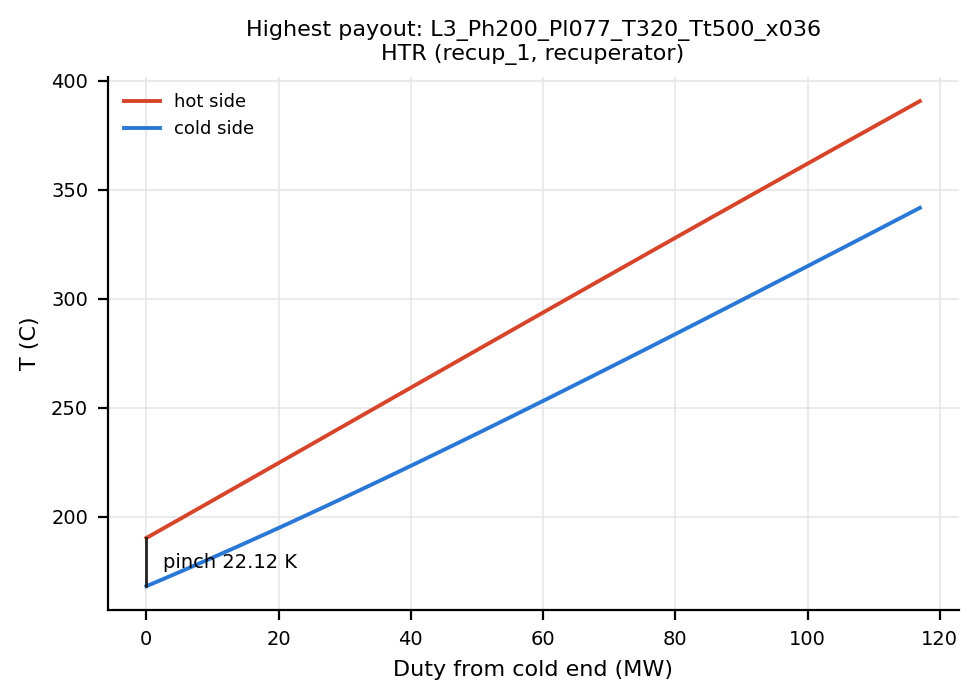 Highest payout: L3_Ph200_Pl077_T320_Tt500_x036
HTR (recup_1, recuperator)
hot side
cold side
T (C)
400
350
300
250
200
pinch 22.12 K
0
20
40
60
80
100
120
Duty from cold end (MW)